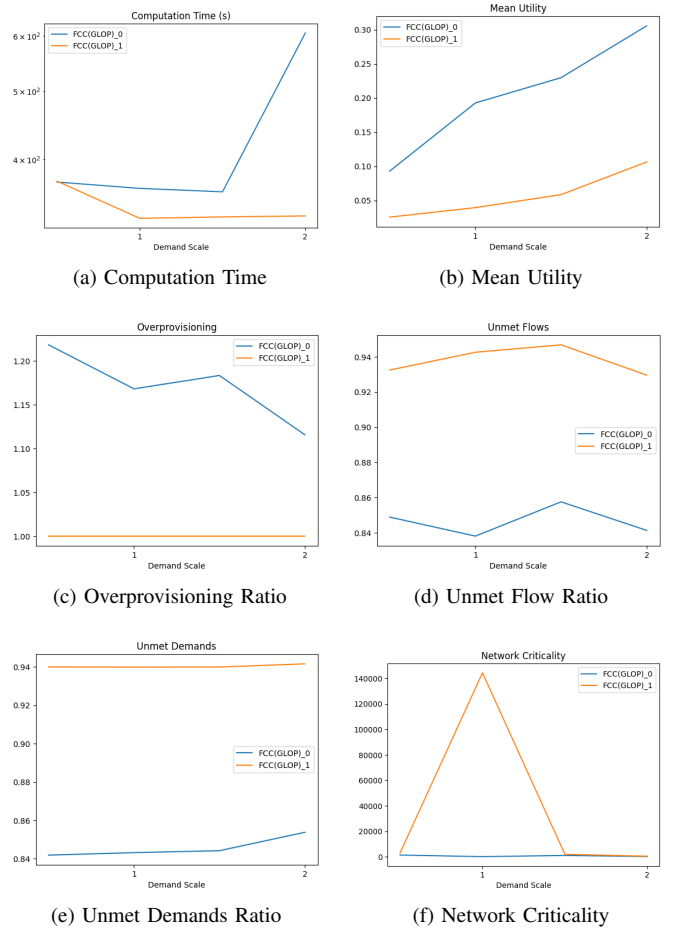 Computation Time (s)
FCC(GLOP)_0
FCC(GLOP)_1
6 × 10²
5 × 10²
4 × 10²
1
2
Demand Scale
(a) Computation Time
Mean Utility
FCC(GLOP)_0
FCC(GLOP)_1
0.30
0.25
0.20
0.15
0.10
0.05
1
2
Demand Scale
(b) Mean Utility
Overprovisioning
FCC(GLOP)_0
FCC(GLOP)_1
1.20
1.15
1.10
1.05
1.00
1
2
Demand Scale
(c) Overprovisioning Ratio
Unmet Flows
0.94
0.92
0.90
0.88
0.86
0.84
FCC(GLOP)_0
FCC(GLOP)_1
1
2
Demand Scale
(d) Unmet Flow Ratio
Unmet Demands
0.94
0.92
0.90
0.88
0.86
0.84
FCC(GLOP)_0
FCC(GLOP)_1
1
2
Demand Scale
(e) Unmet Demands Ratio
Network Criticality
FCC(GLOP)_0
FCC(GLOP)_1
140000
120000
100000
80000
60000
40000
20000
0
1
2
Demand Scale
(f) Network Criticality